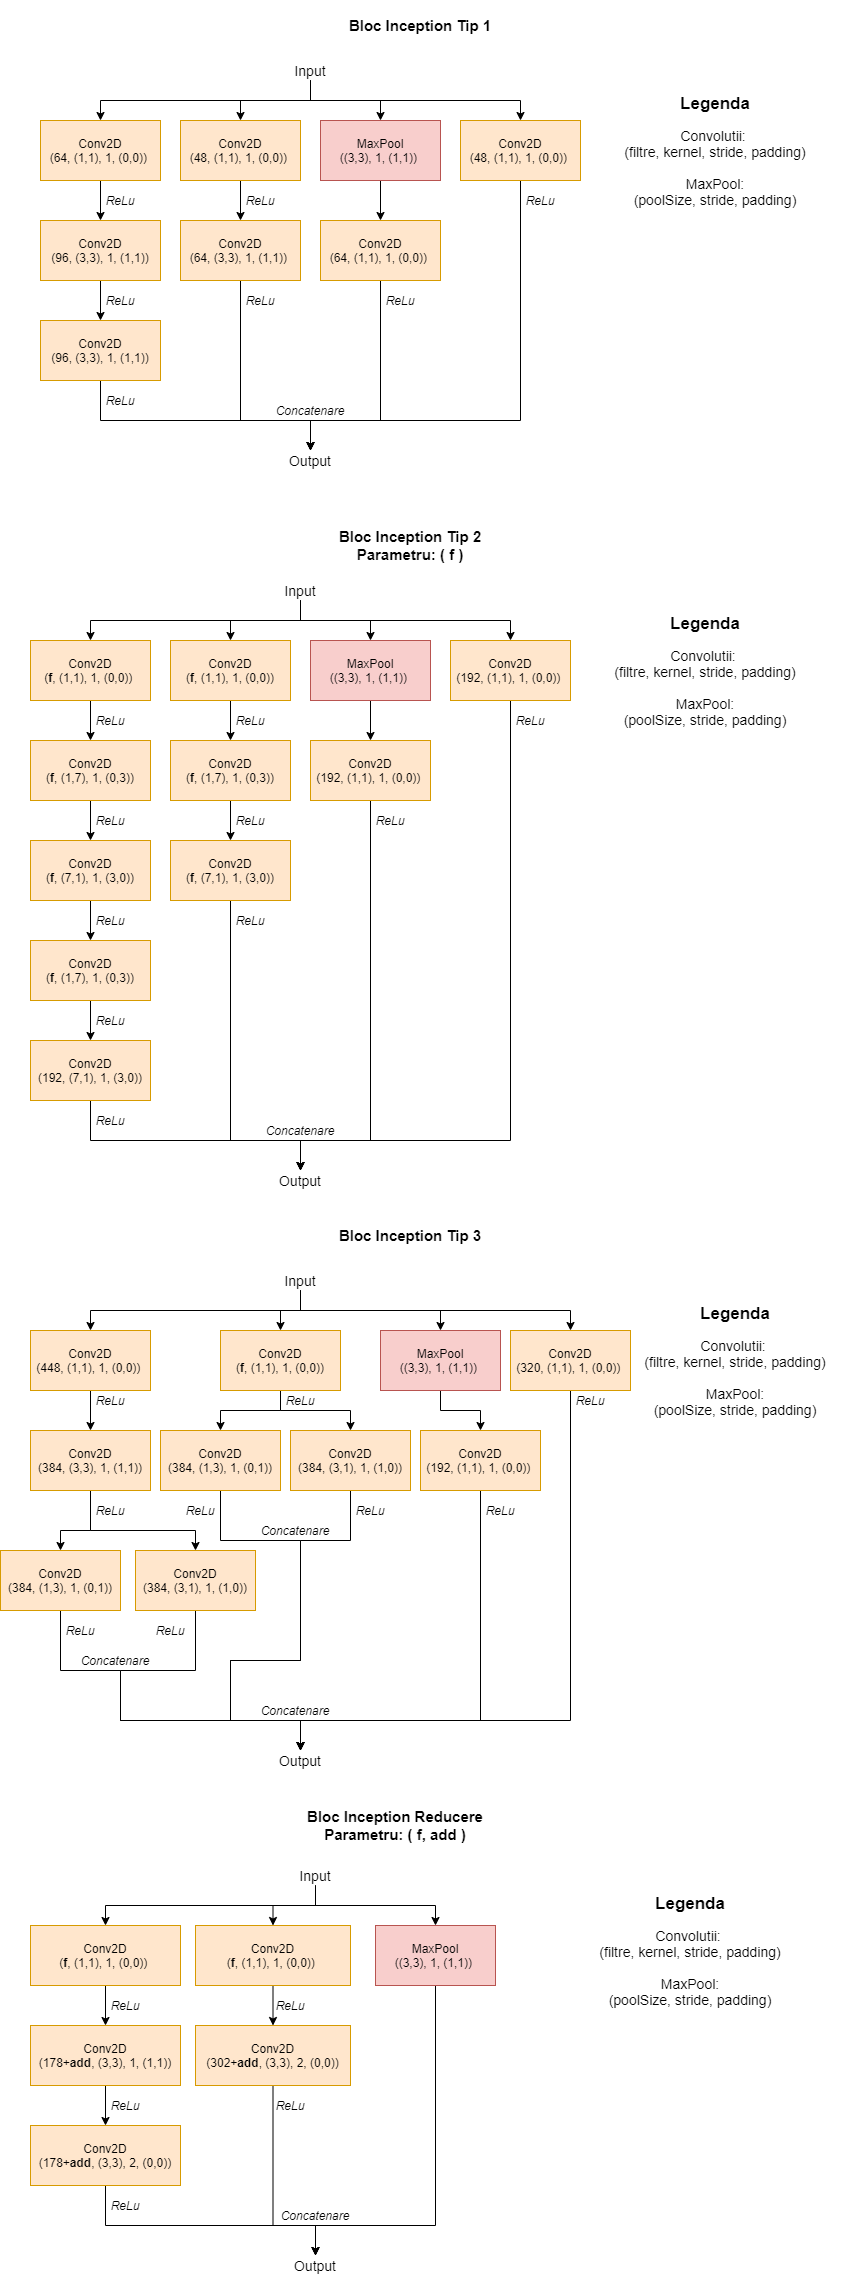 Bloc Inception Tip 1
Input
Legenda
Convolutii:
(filtre, kernel, stride, padding)
MaxPool:
(poolSize, stride, padding)
Conv2D
(64, (1,1), 1, (0,0))
Conv2D
(48, (1,1), 1, (0,0))
MaxPool
((3,3), 1, (1,1))
Conv2D
(48, (1,1), 1, (0,0))
ReLu
ReLu
ReLu
Conv2D
(96, (3,3), 1, (1,1))
Conv2D
(64, (3,3), 1, (1,1))
Conv2D
(64, (1,1), 1, (0,0))
ReLu
ReLu
ReLu
Conv2D
(96, (3,3), 1, (1,1))
ReLu
Concatenare
Output
Bloc Inception Tip 2
Parametru: ( f )
Input
Legenda
Convolutii:
(filtre, kernel, stride, padding)
MaxPool:
(poolSize, stride, padding)
Conv2D
(f, (1,1), 1, (0,0))
Conv2D
(f, (1,1), 1, (0,0))
MaxPool
((3,3), 1, (1,1))
Conv2D
(192, (1,1), 1, (0,0))
ReLu
ReLu
ReLu
Conv2D
(f, (1,7), 1, (0,3))
Conv2D
(f, (1,7), 1, (0,3))
Conv2D
(192, (1,1), 1, (0,0))
ReLu
ReLu
ReLu
Conv2D
(f, (7,1), 1, (3,0))
Conv2D
(f, (7,1), 1, (3,0))
ReLu
ReLu
Conv2D
(f, (1,7), 1, (0,3))
ReLu
Conv2D
(192, (7,1), 1, (3,0))
ReLu
Concatenare
Output
Bloc Inception Tip 3
Input
Legenda
Convolutii:
(filtre, kernel, stride, padding)
MaxPool:
(poolSize, stride, padding)
Conv2D
(448, (1,1), 1, (0,0))
Conv2D
(f, (1,1), 1, (0,0))
MaxPool
((3,3), 1, (1,1))
Conv2D
(320, (1,1), 1, (0,0))
ReLu
ReLu
ReLu
Conv2D
(384, (3,3), 1, (1,1))
Conv2D
(384, (1,3), 1, (0,1))
Conv2D
(384, (3,1), 1, (1,0))
Conv2D
(192, (1,1), 1, (0,0))
ReLu
ReLu
ReLu
ReLu
Concatenare
Conv2D
(384, (1,3), 1, (0,1))
Conv2D
(384, (3,1), 1, (1,0))
ReLu
ReLu
Concatenare
Concatenare
Output
Bloc Inception Reducere
Parametru: ( f, add )
Input
Legenda
Convolutii:
(filtre, kernel, stride, padding)
MaxPool:
(poolSize, stride, padding)
Conv2D
(f, (1,1), 1, (0,0))
Conv2D
(f, (1,1), 1, (0,0))
MaxPool
((3,3), 1, (1,1))
ReLu
ReLu
Conv2D
(178+add, (3,3), 1, (1,1))
Conv2D
(302+add, (3,3), 2, (0,0))
ReLu
ReLu
Conv2D
(178+add, (3,3), 2, (0,0))
ReLu
Concatenare
Output